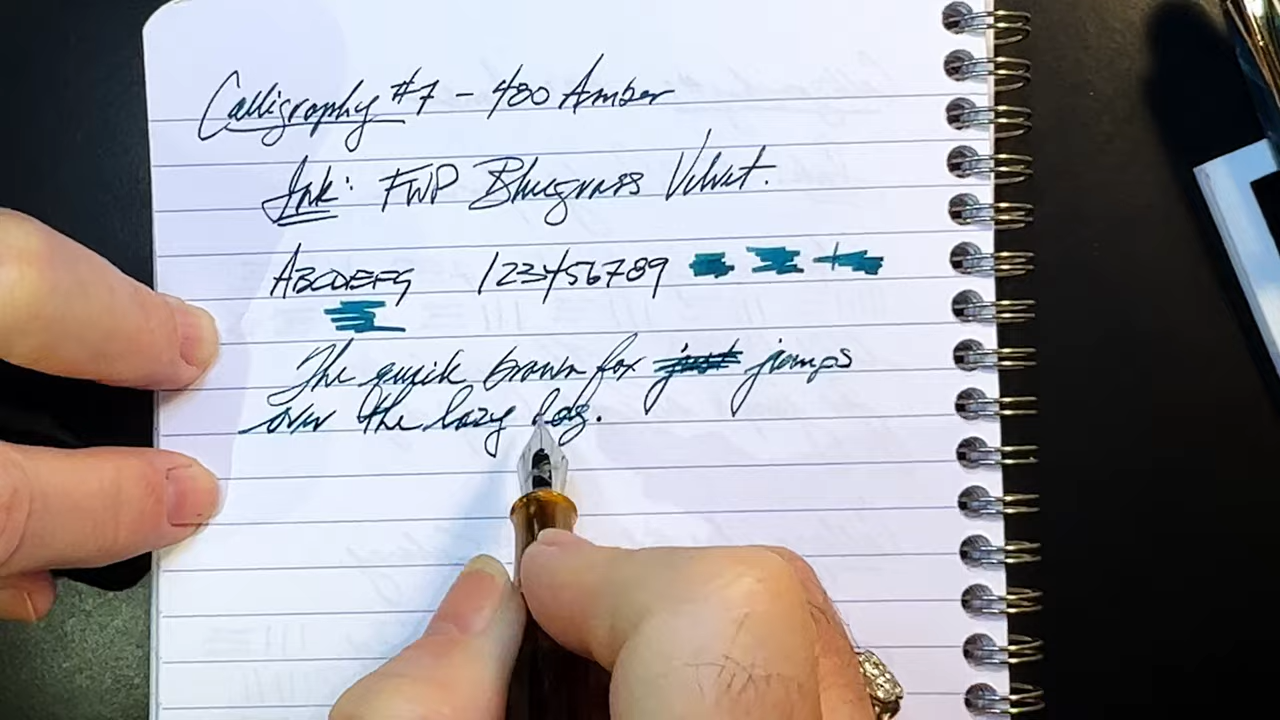 Calligraphy #7 - 480 Amber
Ink: FWP Bluegrass Velvet.
ABCDEFG 123456789
The quick brown fox just jumps
over the lazy dog.